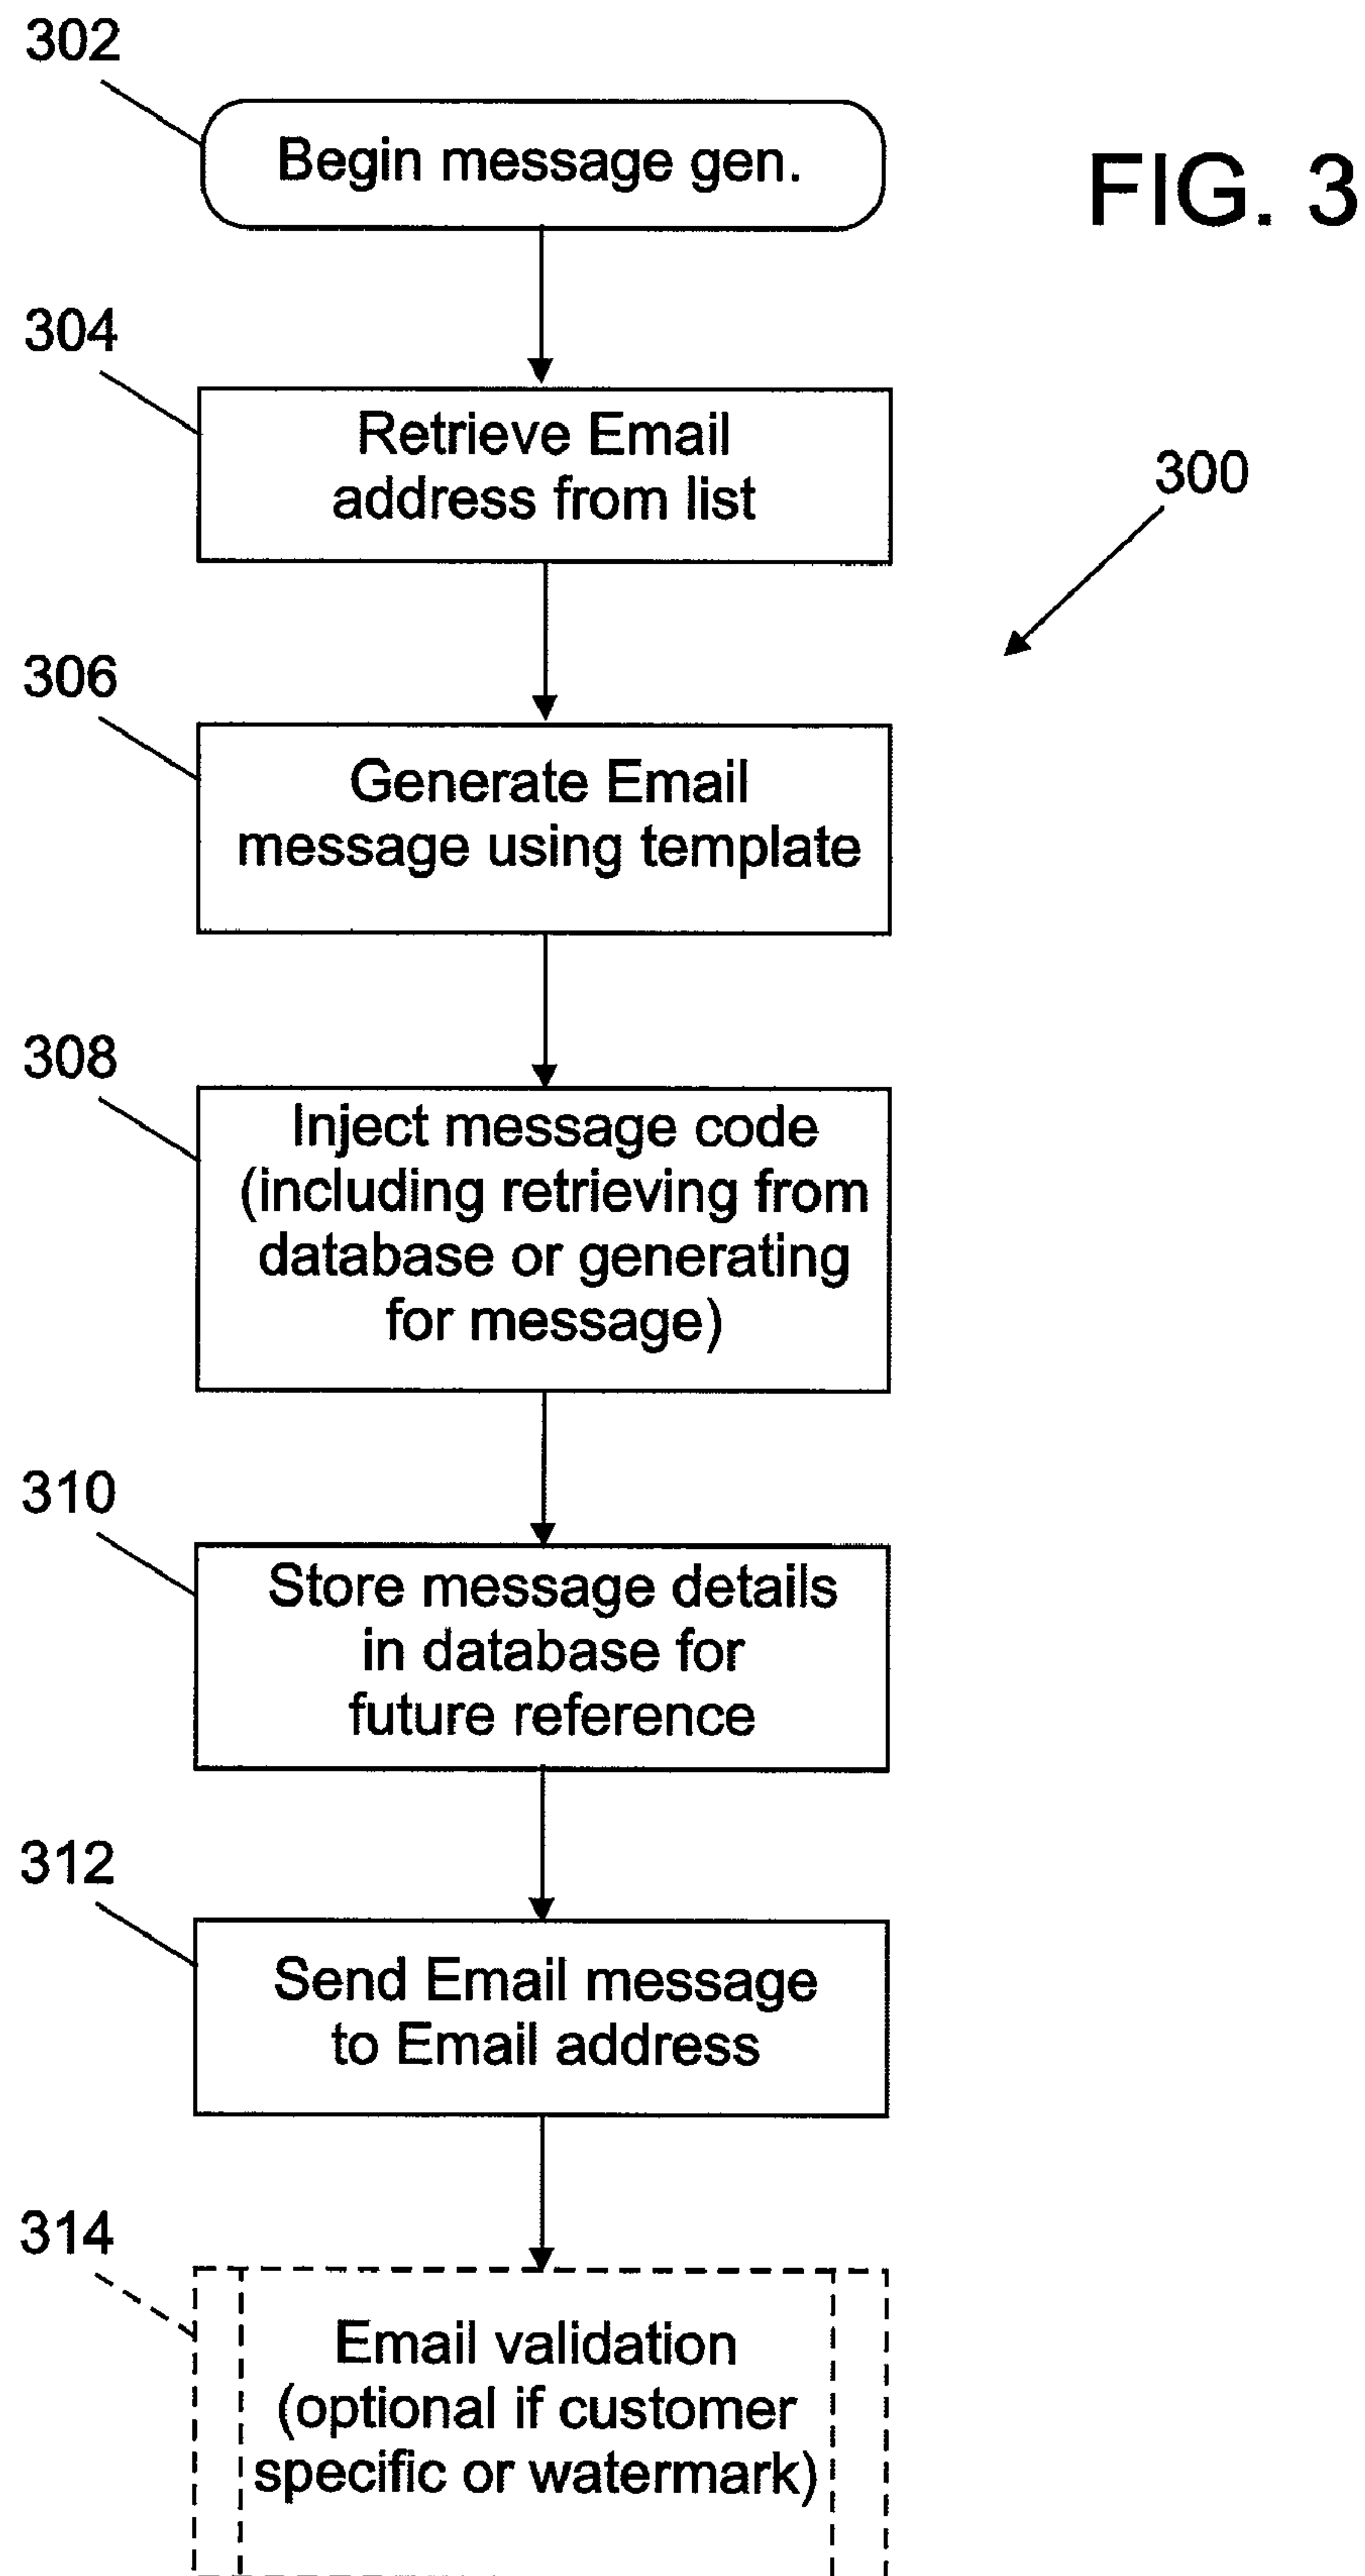 302
Begin message gen.
FIG. 3
304
Retrieve Email
address from list
300
306
Generate Email
message using template
308
Inject message code
(including retrieving from
database or generating
for message)
310
Store message details
in database for
future reference
312
Send Email message
to Email address
314
Email validation
(optional if customer
specific or watermark)